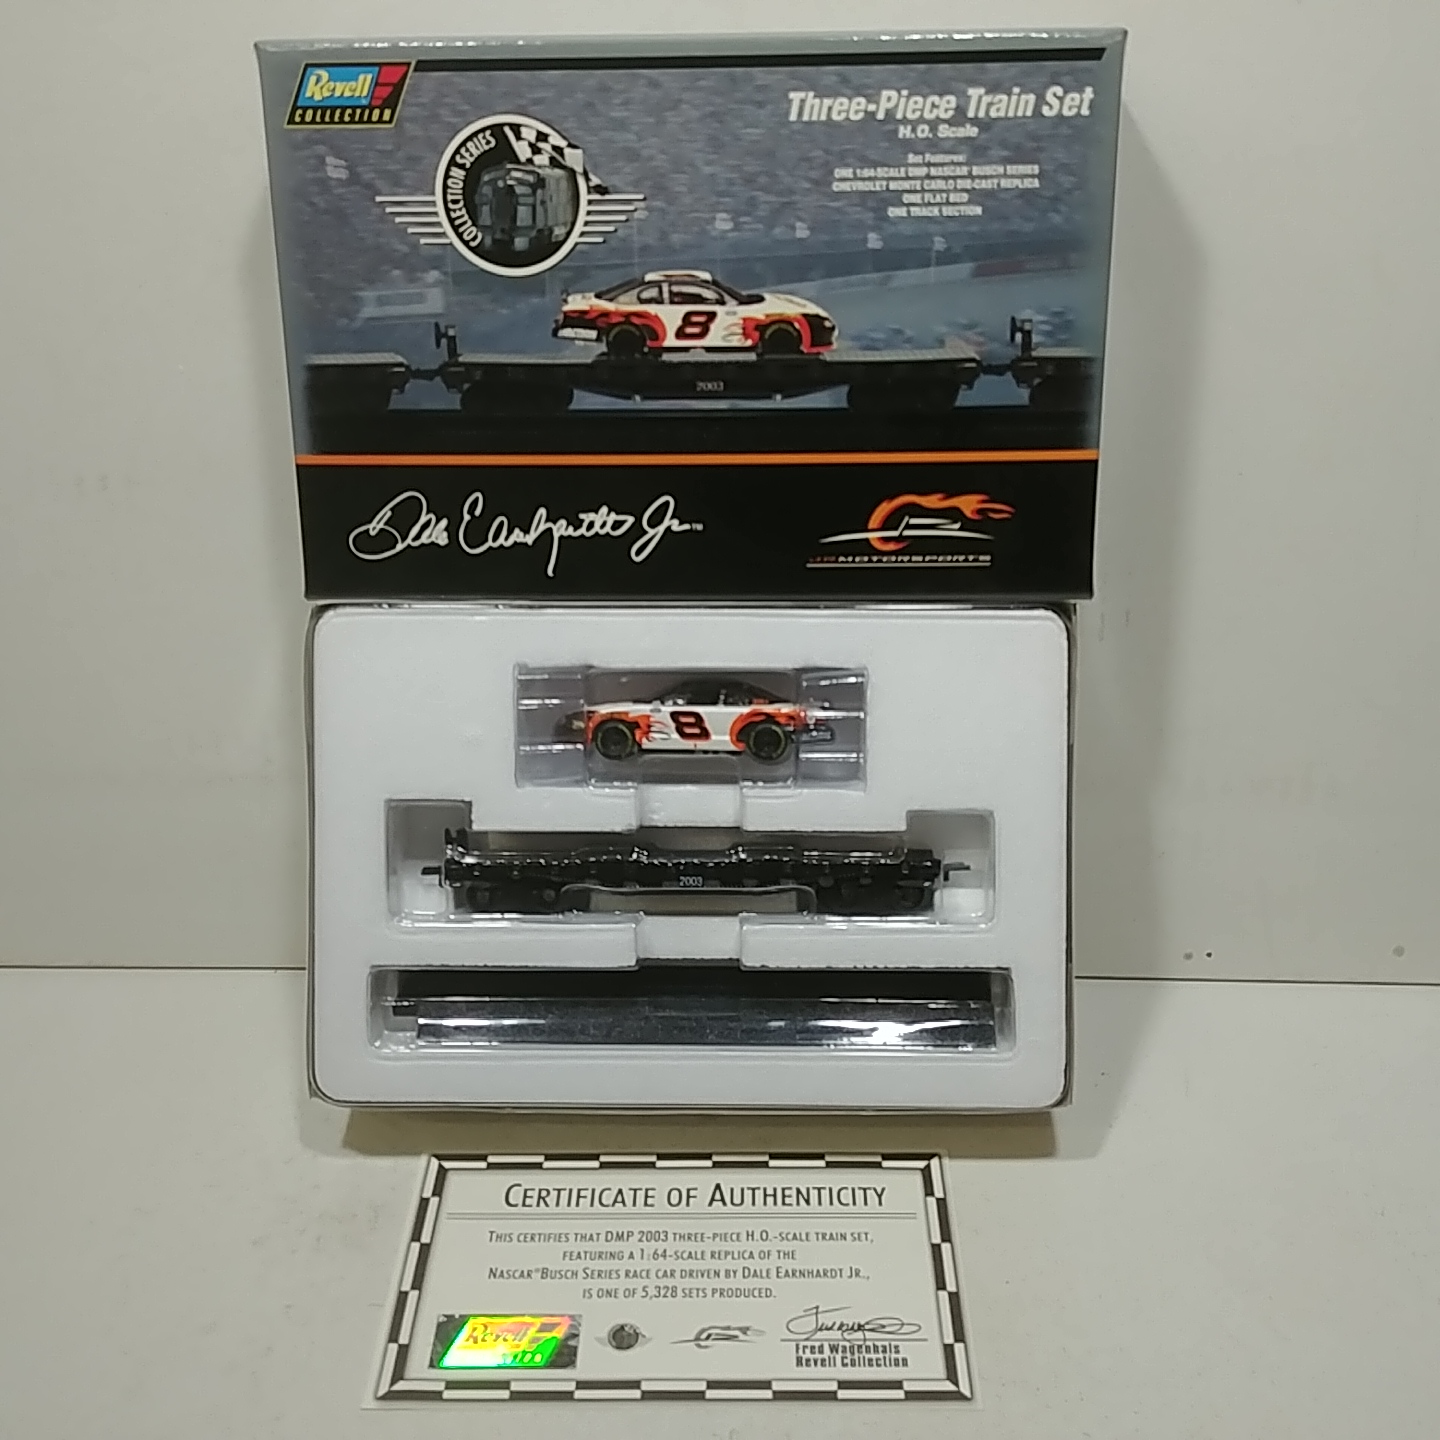 Revell
COLLECTION
COLLECTION SERIES
Three-Piece Train Set
H.O. Scale
Set Features:
ONE 1:64-SCALE DMP NASCAR® BUSCH SERIES
CHEVROLET MONTE CARLO DIE-CAST REPLICA
ONE FLAT BED
ONE TRACK SECTION
8
2003
Dale Earnhardt Jr.™
JR
JR MOTORSPORTS
8
2003
CERTIFICATE OF AUTHENTICITY
THIS CERTIFIES THAT DMP 2003 THREE-PIECE H.O.-SCALE TRAIN SET,
FEATURING A 1:64-SCALE REPLICA OF THE
NASCAR® BUSCH SERIES RACE CAR DRIVEN BY DALE EARNHARDT JR.,
IS ONE OF 5,328 SETS PRODUCED.
Revell
Fred Wagenhals
Revell Collection